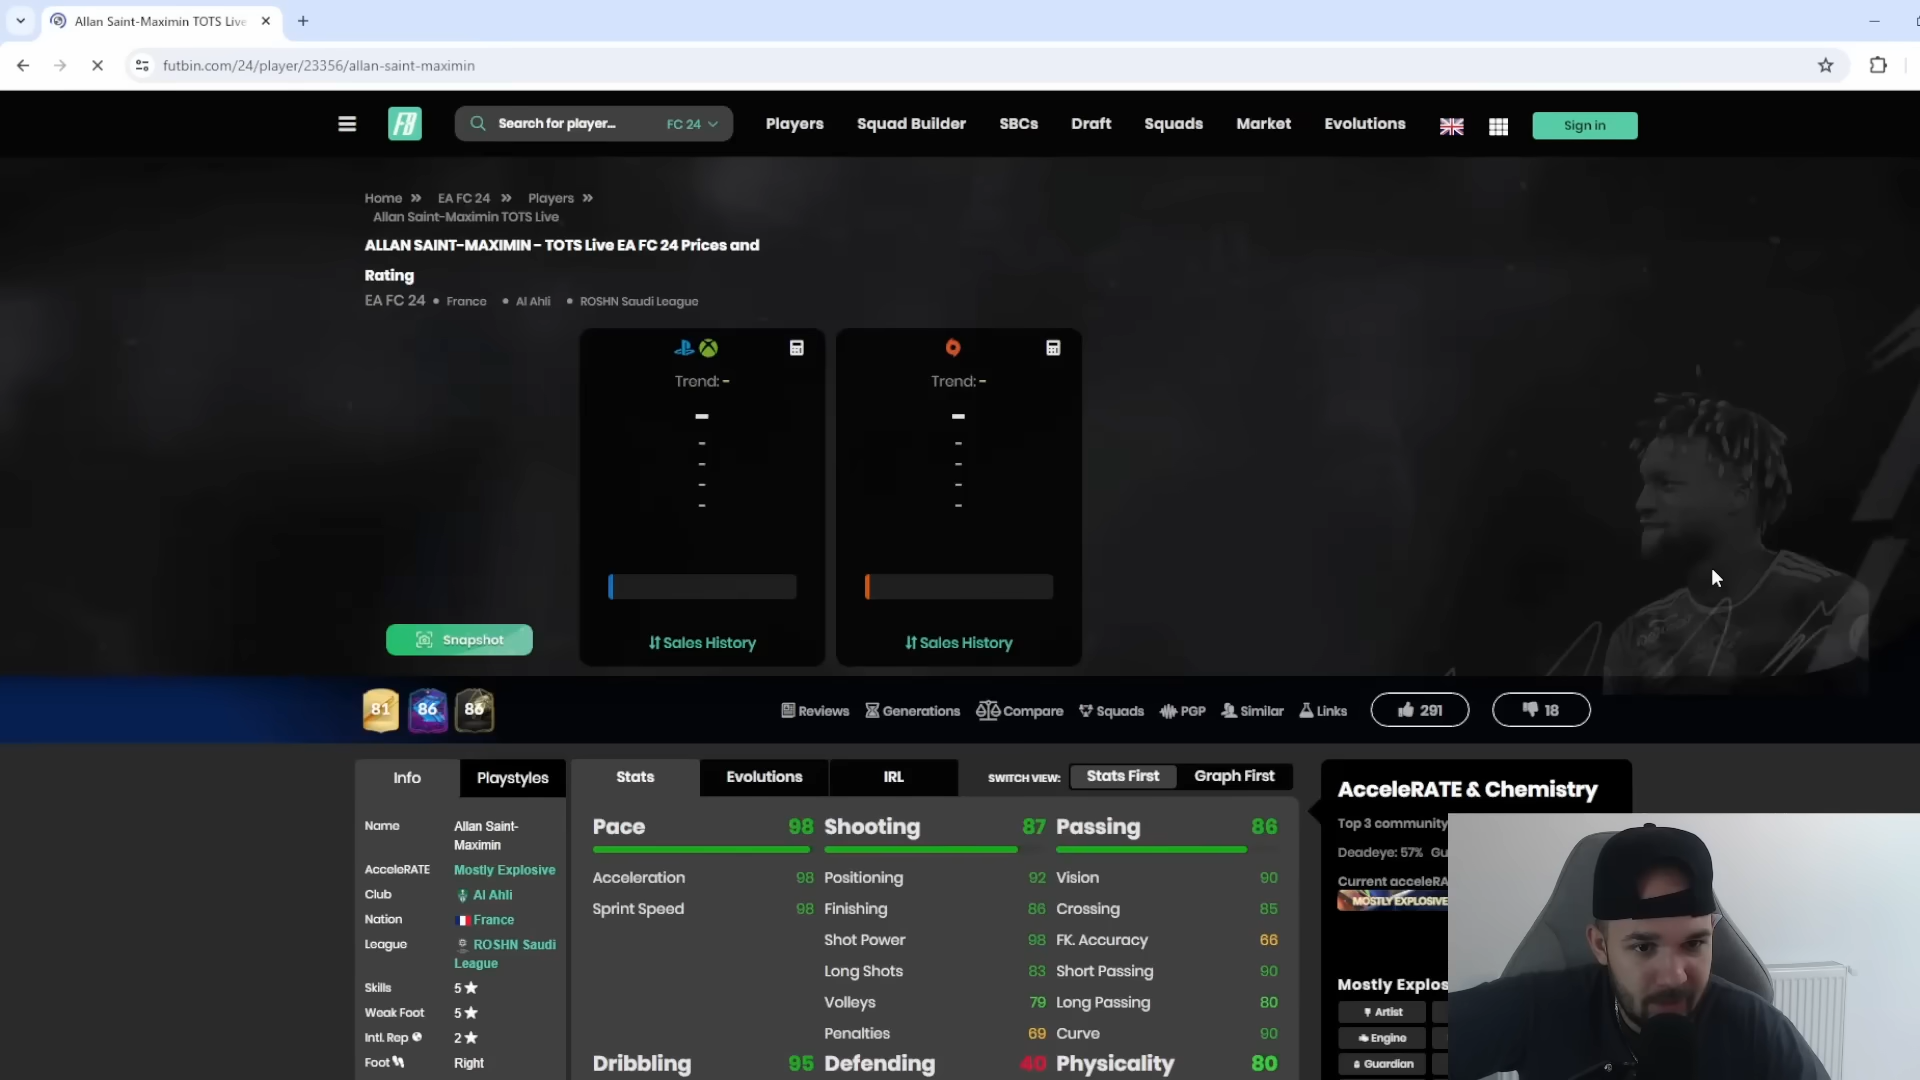 Allan Saint-Maximin TOTS Live
futbin.com/24/player/23356/allan-saint-maximin
FB
Search for player...
FC 24
Players
Squad Builder
SBCs
Draft
Squads
Market
Evolutions
Sign in
Home » EA FC 24 » Players »
Allan Saint-Maximin TOTS Live
ALLAN SAINT-MAXIMIN - TOTS Live EA FC 24 Prices and
Rating
EA FC 24 • France • Al Ahli • ROSHN Saudi League
Trend: -
-
-
-
-
-
Sales History
Trend: -
-
-
-
-
-
Sales History
Snapshot
81 86 86
Reviews Generations Compare Squads PGP Similar Links
291
18
Info Playstyles
Name Allan Saint-
Maximin
AcceleRATE Mostly Explosive
Club Al Ahli
Nation France
League ROSHN Saudi
League
Skills 5
Weak Foot 5
Intl. Rep 2
Foot Right
Stats Evolutions IRL SWITCH VIEW: Stats First Graph First
Pace 98
Acceleration 98
Sprint Speed 98
Shooting 87
Positioning 92
Finishing 86
Shot Power 98
Long Shots 83
Volleys 79
Penalties 69
Passing 86
Vision 90
Crossing 85
FK. Accuracy 66
Short Passing 90
Long Passing 80
Curve 90
Dribbling 95
Defending 40
Physicality 80
AcceleRATE & Chemistry
Top 3 community
Deadeye: 57%
Current acceleRA
MOSTLY EXPLOSIVE
Mostly Explos
Artist
Engine
Guardian